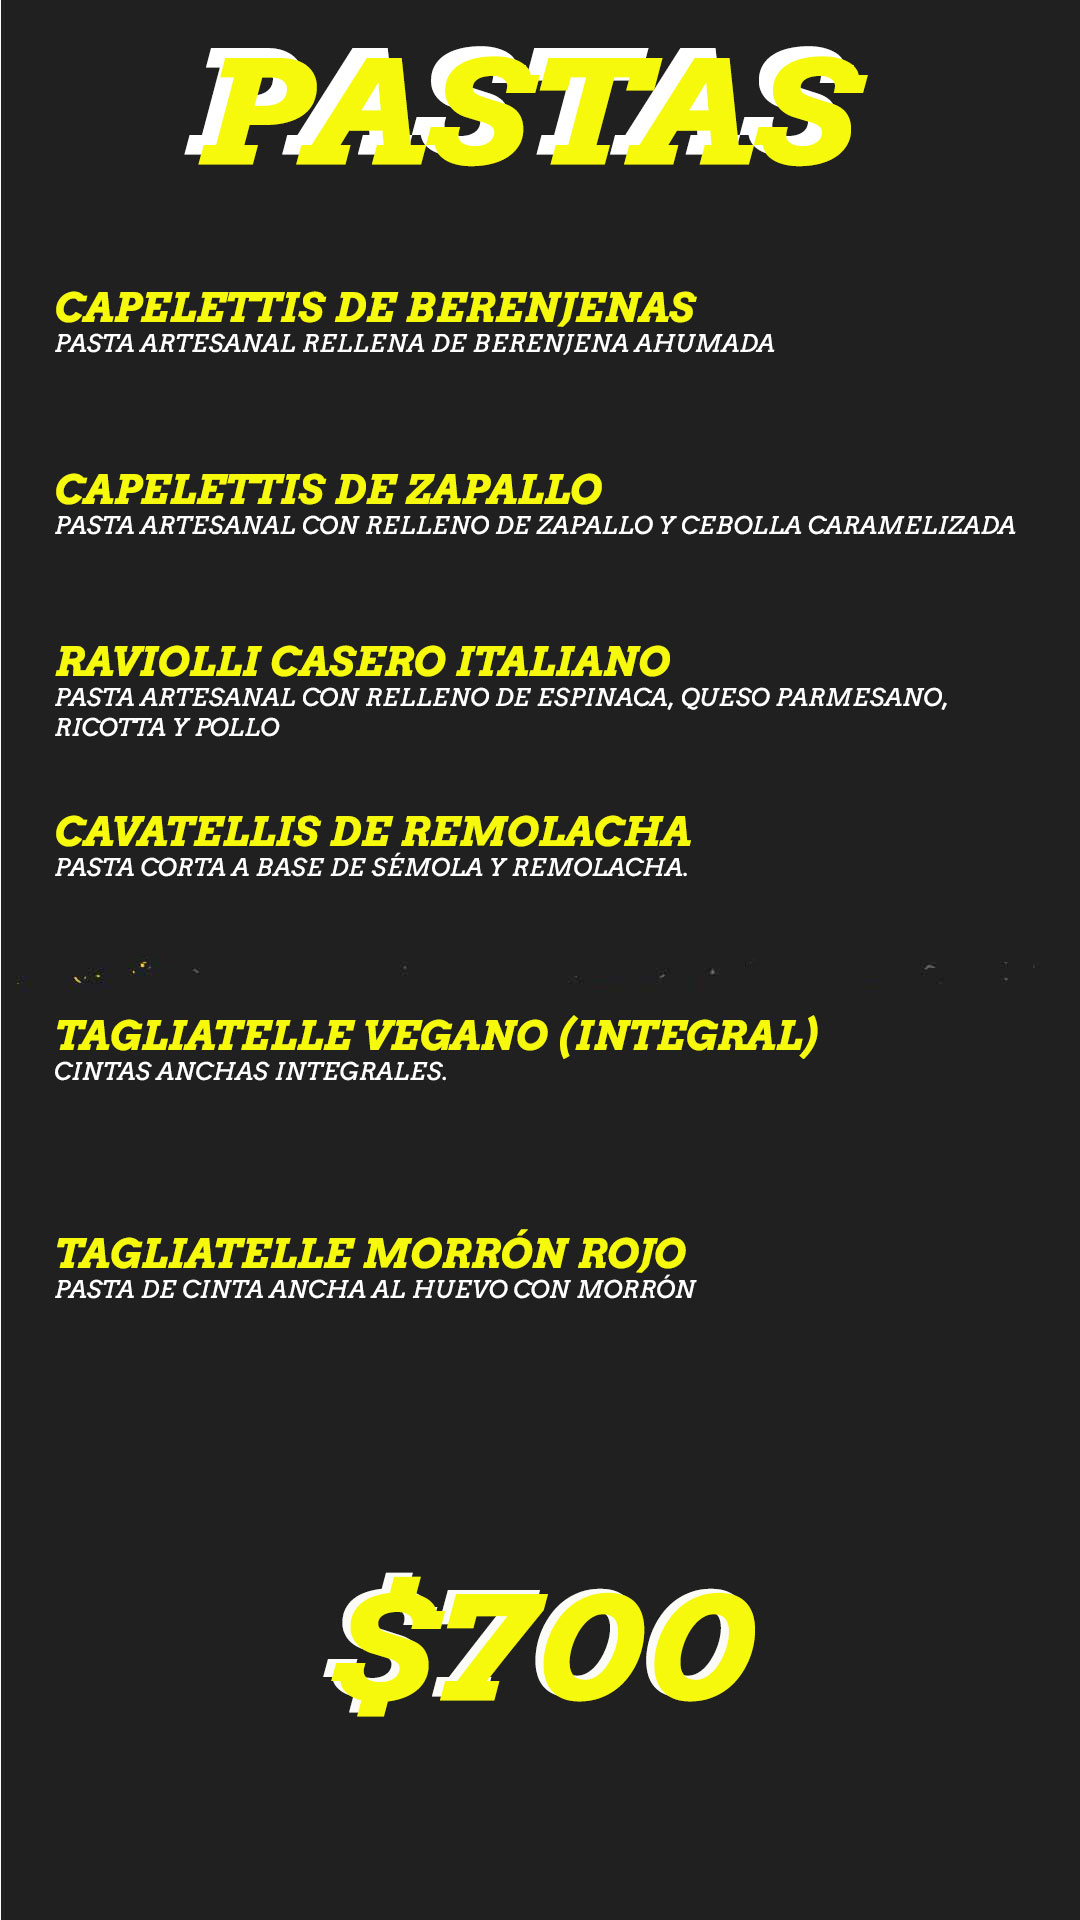 PASTAS
CAPELETTIS DE BERENJENAS
PASTA ARTESANAL RELLENA DE BERENJENA AHUMADA
CAPELETTIS DE ZAPALLO
PASTA ARTESANAL CON RELLENO DE ZAPALLO Y CEBOLLA CARAMELIZADA
RAVIOLLI CASERO ITALIANO
PASTA ARTESANAL CON RELLENO DE ESPINACA, QUESO PARMESANO,
RICOTTA Y POLLO
CAVATELLIS DE REMOLACHA
PASTA CORTA A BASE DE SÉMOLA Y REMOLACHA.
TAGLIATELLE VEGANO (INTEGRAL)
CINTAS ANCHAS INTEGRALES.
TAGLIATELLE MORRÓN ROJO
PASTA DE CINTA ANCHA AL HUEVO CON MORRÓN
$700